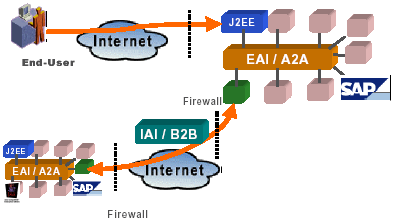 J2EE
Internet
End-User
EAI / A2A
SAP
Firewall
IAI / B2B
J2EE
Internet
EAI / A2A
SAP
Firewall